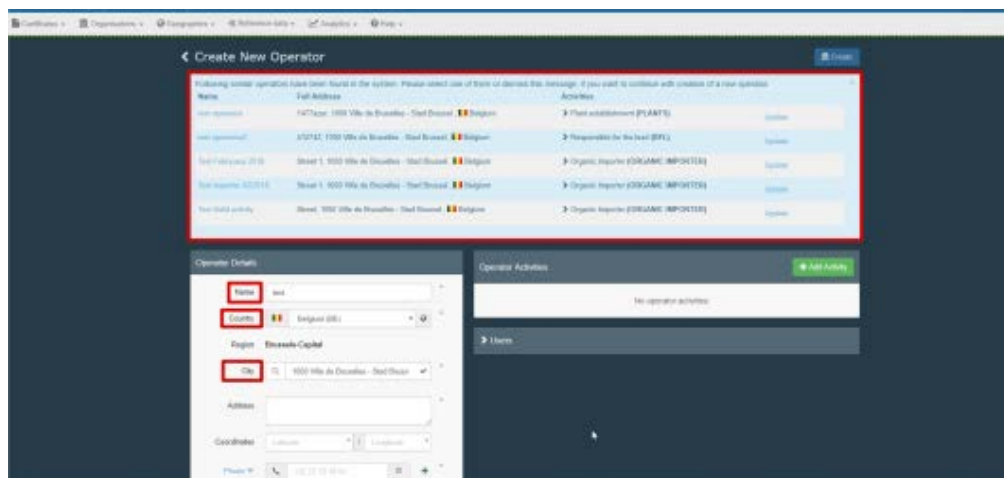 Certificates Organisations Geographies Reference data Analytics Help
Create New Operator
Create
Following similar operators have been found in the system. Please select one of them or dismiss this message, if you want to continue with creation of a new operator.
Name Full Address Activities
1000 Ville de Bruxelles - Stad Brussel Belgium Plant establishment (PLANTS) Update
1000 Ville de Bruxelles - Stad Brussel Belgium Responsible for the load (RFL) Update
Test February 2018 Street 1, 1000 Ville de Bruxelles - Stad Brussel Belgium Organic Importer (ORGANIC IMPORTER) Update
Test Importer Street 1, 1000 Ville de Bruxelles - Stad Brussel Belgium Organic Importer (ORGANIC IMPORTER) Update
Test Street, 1000 Ville de Bruxelles - Stad Brussel Belgium Organic Importer (ORGANIC IMPORTER) Update
Operator Details
Name test
Country Belgium (BE)
Region Brussels-Capital
City 1000 Ville de Bruxelles - Stad Brussel
Address
Coordinates Latitude / Longitude
Phone
Operator Activities
Add Activity
No operator activities
Users